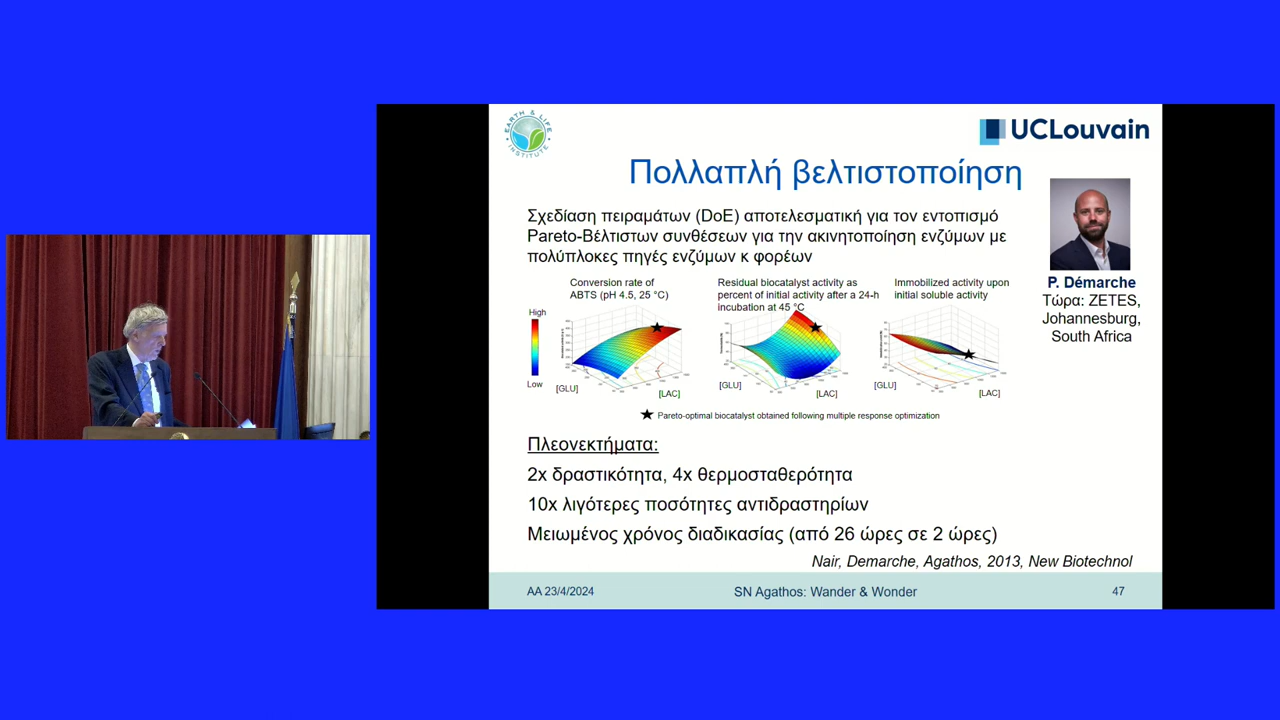 EARTH & LIFE
INSTITUTE
UCLouvain
Πολλαπλή βελτιστοποίηση
Σχεδίαση πειραμάτων (DoE) αποτελεσματική για τον εντοπισμό
Pareto-Βέλτιστων συνθέσεων για την ακινητοποίηση ενζύμων με
πολύπλοκες πηγές ενζύμων κ φορέων
P. Démarche
Τώρα: ZETES,
Johannesburg,
South Africa
Conversion rate of
ABTS (pH 4.5, 25 °C)
Residual biocatalyst activity as
percent of initial activity after a 24-h
incubation at 45 °C
Immobilized activity upon
initial soluble activity
High
Low
[GLU]
[LAC]
[GLU]
[LAC]
[GLU]
[LAC]
★ Pareto-optimal biocatalyst obtained following multiple response optimization
Πλεονεκτήματα:
2x δραστικότητα, 4x θερμοσταθερότητα
10x λιγότερες ποσότητες αντιδραστηρίων
Μειωμένος χρόνος διαδικασίας (από 26 ώρες σε 2 ώρες)
Nair, Demarche, Agathos, 2013, New Biotechnol
AA 23/4/2024
SN Agathos: Wander & Wonder
47